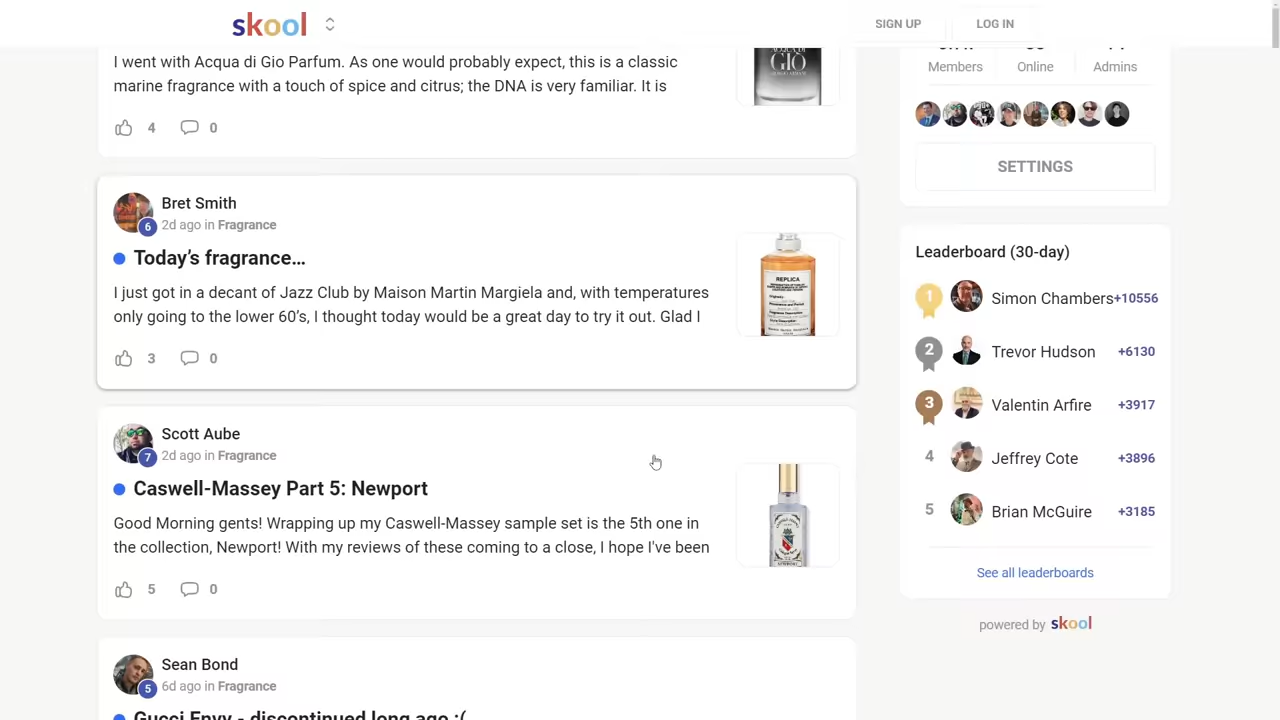 skool
SIGN UP
LOG IN
I went with Acqua di Gio Parfum. As one would probably expect, this is a classic
marine fragrance with a touch of spice and citrus; the DNA is very familiar. It is
GIÒ
4
0
Members
Online
Admins
SETTINGS
6
Bret Smith
2d ago in Fragrance
Today’s fragrance…
I just got in a decant of Jazz Club by Maison Martin Margiela and, with temperatures
only going to the lower 60’s, I thought today would be a great day to try it out. Glad I
REPLICA
3
0
Leaderboard (30-day)
1
Simon Chambers
+10556
2
Trevor Hudson
+6130
3
Valentin Arfire
+3917
4
Jeffrey Cote
+3896
5
Brian McGuire
+3185
See all leaderboards
powered by skool
7
Scott Aube
2d ago in Fragrance
Caswell-Massey Part 5: Newport
Good Morning gents! Wrapping up my Caswell-Massey sample set is the 5th one in
the collection, Newport! With my reviews of these coming to a close, I hope I've been
NEWPORT
5
0
5
Sean Bond
6d ago in Fragrance
Gucci Envy - discontinued long ago :(